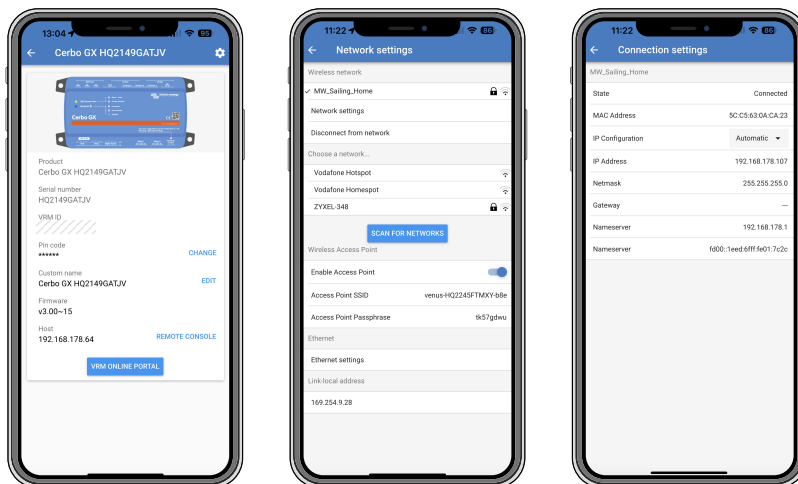 13:04
95
Cerbo GX HQ2149GATJV
Cerbo GX
Product
Cerbo GX HQ2149GATJV
Serial number
HQ2149GATJV
VRM ID
Pin code
****** CHANGE
Custom name
Cerbo GX HQ2149GATJV EDIT
Firmware
v3.00~15
Host
192.168.178.64 REMOTE CONSOLE
VRM ONLINE PORTAL
11:22
86
Network settings
Wireless network
MW_Sailing_Home
Network settings
Disconnect from network
Choose a network...
Vodafone Hotspot
Vodafone Homespot
ZYXEL-348
SCAN FOR NETWORKS
Wireless Access Point
Enable Access Point
Access Point SSID venus-HQ2245FTMXY-b8e
Access Point Passphrase tk57gdwu
Ethernet
Ethernet settings
Link-local address
169.254.9.28
11:22
86
Connection settings
MW_Sailing_Home
State Connected
MAC Address 5C:C5:63:0A:CA:23
IP Configuration Automatic
IP Address 192.168.178.107
Netmask 255.255.255.0
Gateway —
Nameserver 192.168.178.1
Nameserver fd00::1eed:6fff:fe01:7c2c